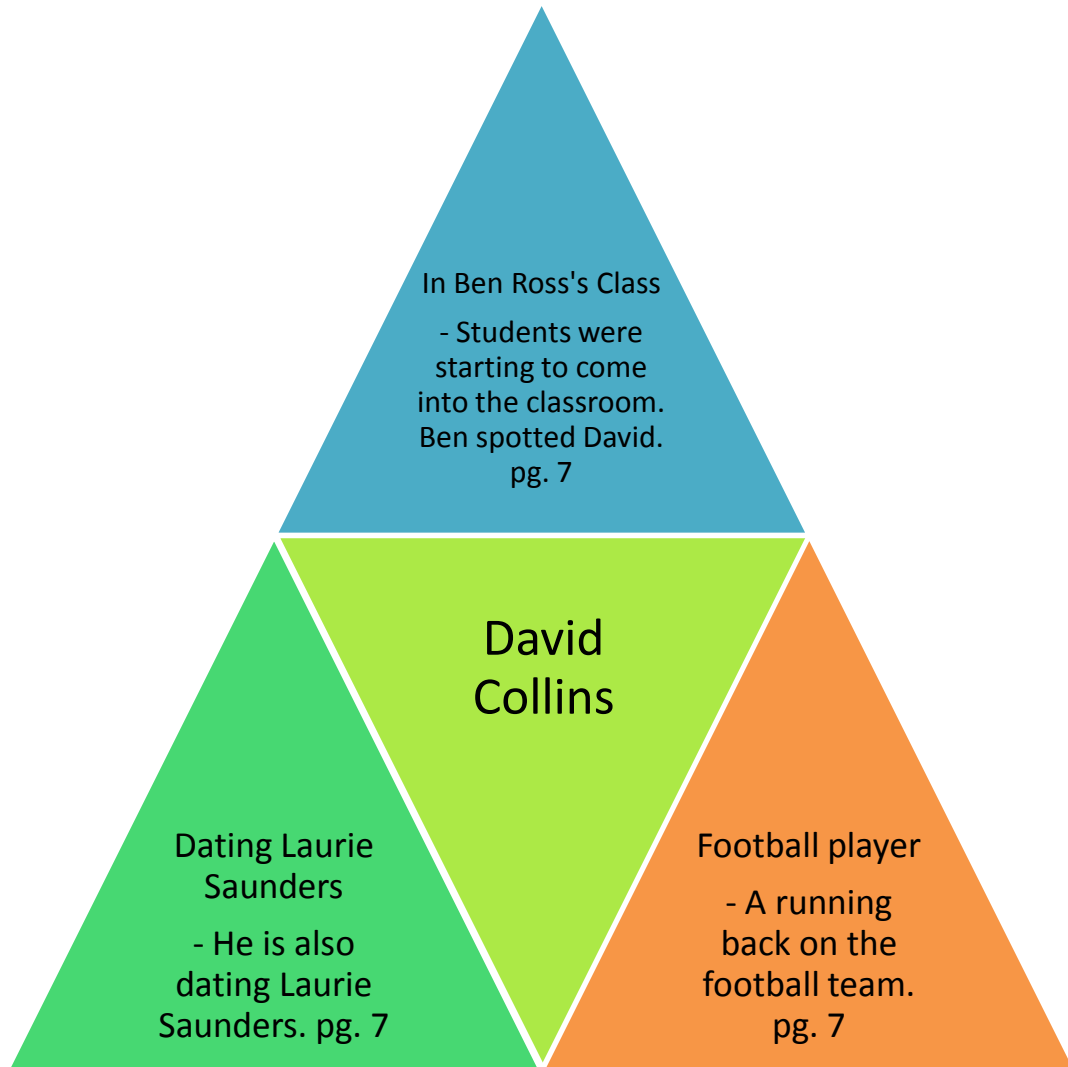 In Ben Ross's Class
- Students were
starting to come
into the classroom.
Ben spotted David.
pg. 7
David
Collins
Dating Laurie
Saunders
- He is also
dating Laurie
Saunders. pg. 7
Football player
- A running
back on the
football team.
pg. 7